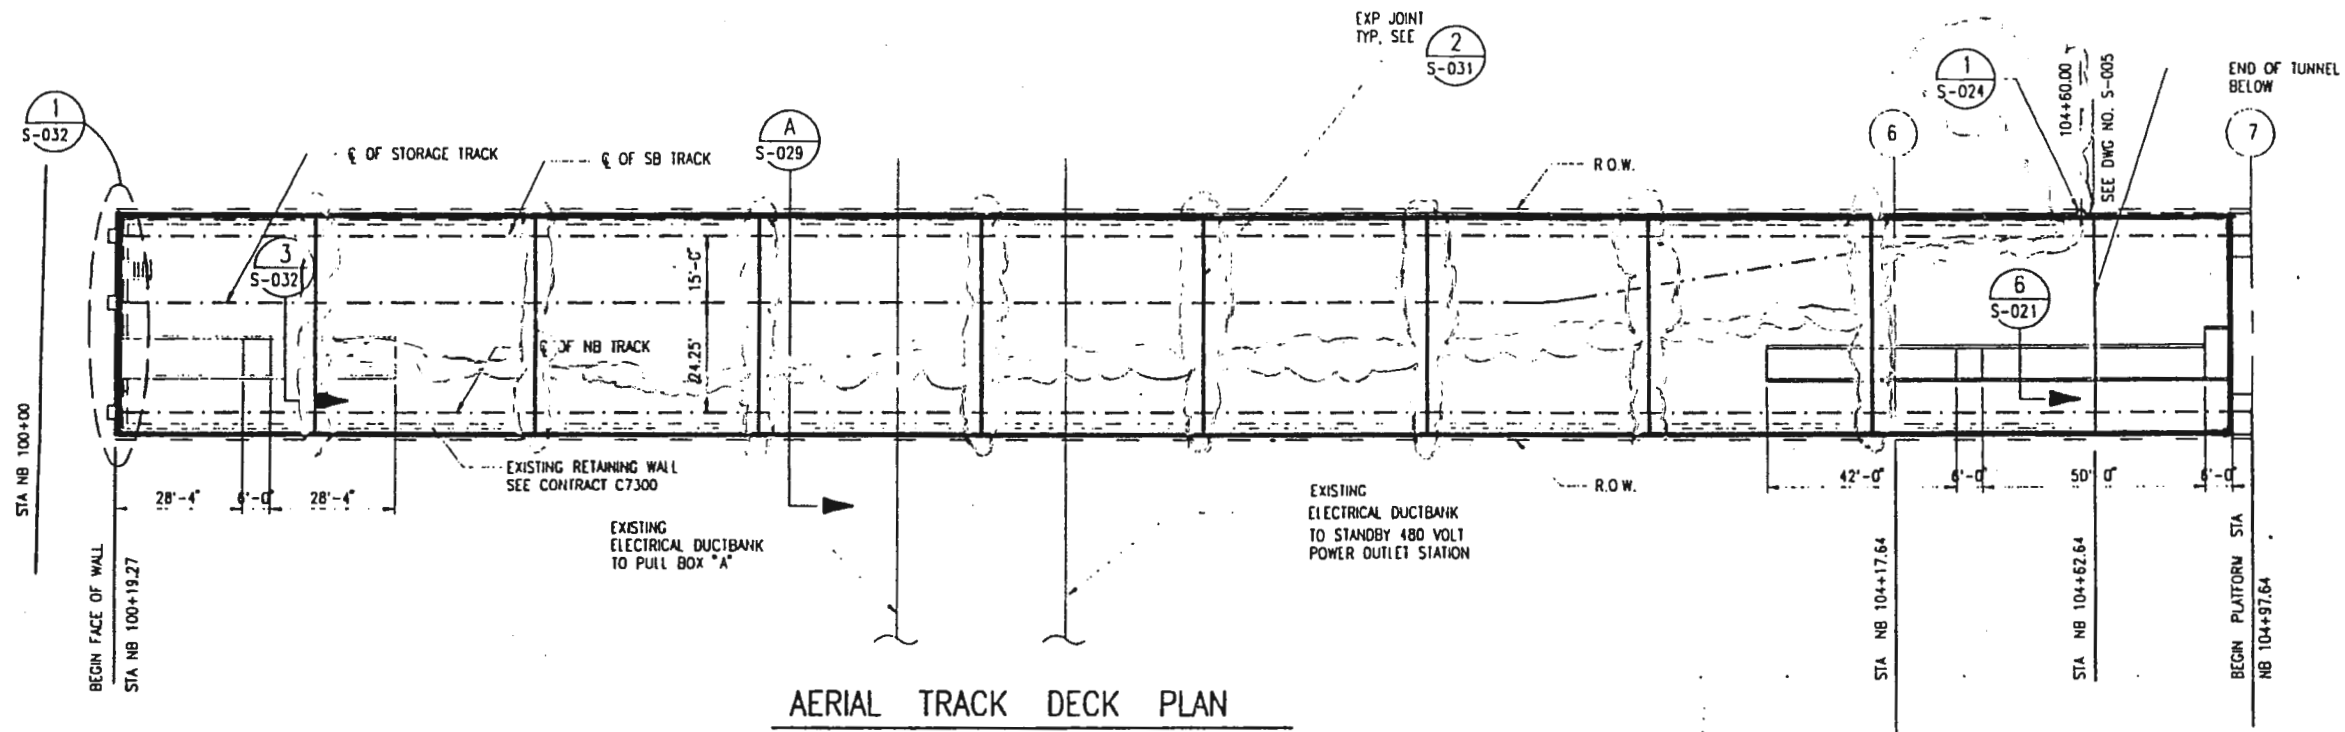 EXP JOINT
TYP. SEE
2
S-031
1
S-024
104+60.00
SEE DWG NO. S-005
END OF TUNNEL
BELOW
1
S-032
A
S-029
6
7
℄ OF STORAGE TRACK
℄ OF SB TRACK
R.O.W.
3
S-032
15'-0"
6
S-021
℄ OF NB TRACK
24.25'
STA NB 100+00
EXISTING RETAINING WALL
SEE CONTRACT C7300
28'-4"
6'-0"
28'-4"
R.O.W.
42'-0"
6'-0"
50'-0"
6'-0"
EXISTING
ELECTRICAL DUCTBANK
TO PULL BOX "A"
EXISTING
ELECTRICAL DUCTBANK
TO STANDBY 480 VOLT
POWER OUTLET STATION
BEGIN FACE OF WALL
STA NB 100+19.27
STA NB 104+17.64
STA NB 104+62.64
BEGIN PLATFORM STA
NB 104+97.64
AERIAL TRACK DECK PLAN